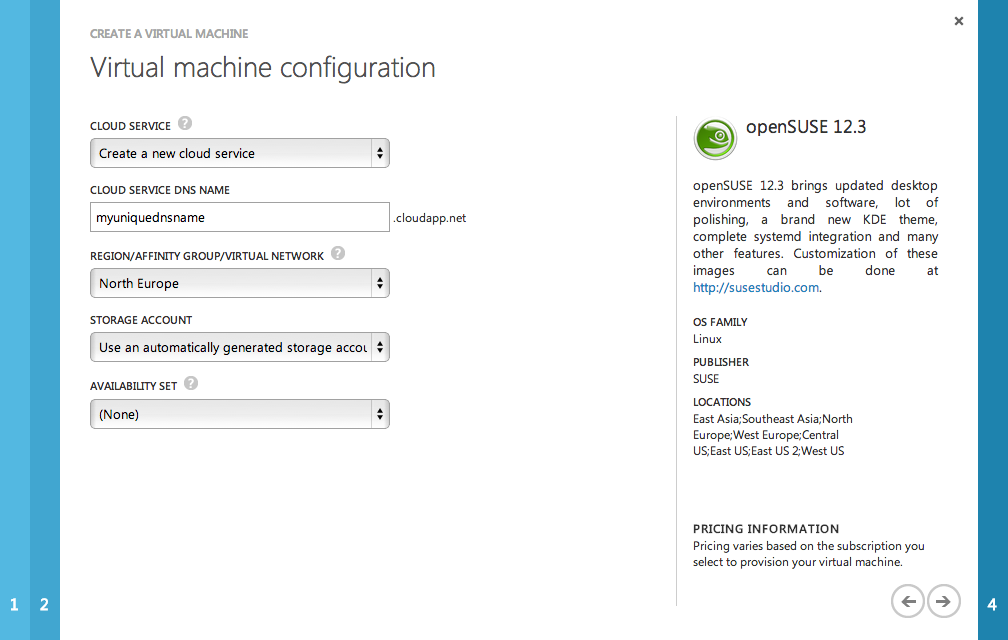 CREATE A VIRTUAL MACHINE
Virtual machine configuration
CLOUD SERVICE ?
Create a new cloud service
CLOUD SERVICE DNS NAME
myuniquednsname .cloudapp.net
REGION/AFFINITY GROUP/VIRTUAL NETWORK ?
North Europe
STORAGE ACCOUNT
Use an automatically generated storage accou
AVAILABILITY SET ?
(None)
openSUSE 12.3
openSUSE 12.3 brings updated desktop
environments and software, lot of
polishing, a brand new KDE theme,
complete systemd integration and many
other features. Customization of these
images can be done at
http://susestudio.com.
OS FAMILY
Linux
PUBLISHER
SUSE
LOCATIONS
East Asia;Southeast Asia;North
Europe;West Europe;Central
US;East US;East US 2;West US
PRICING INFORMATION
Pricing varies based on the subscription you
select to provision your virtual machine.
1 2 4